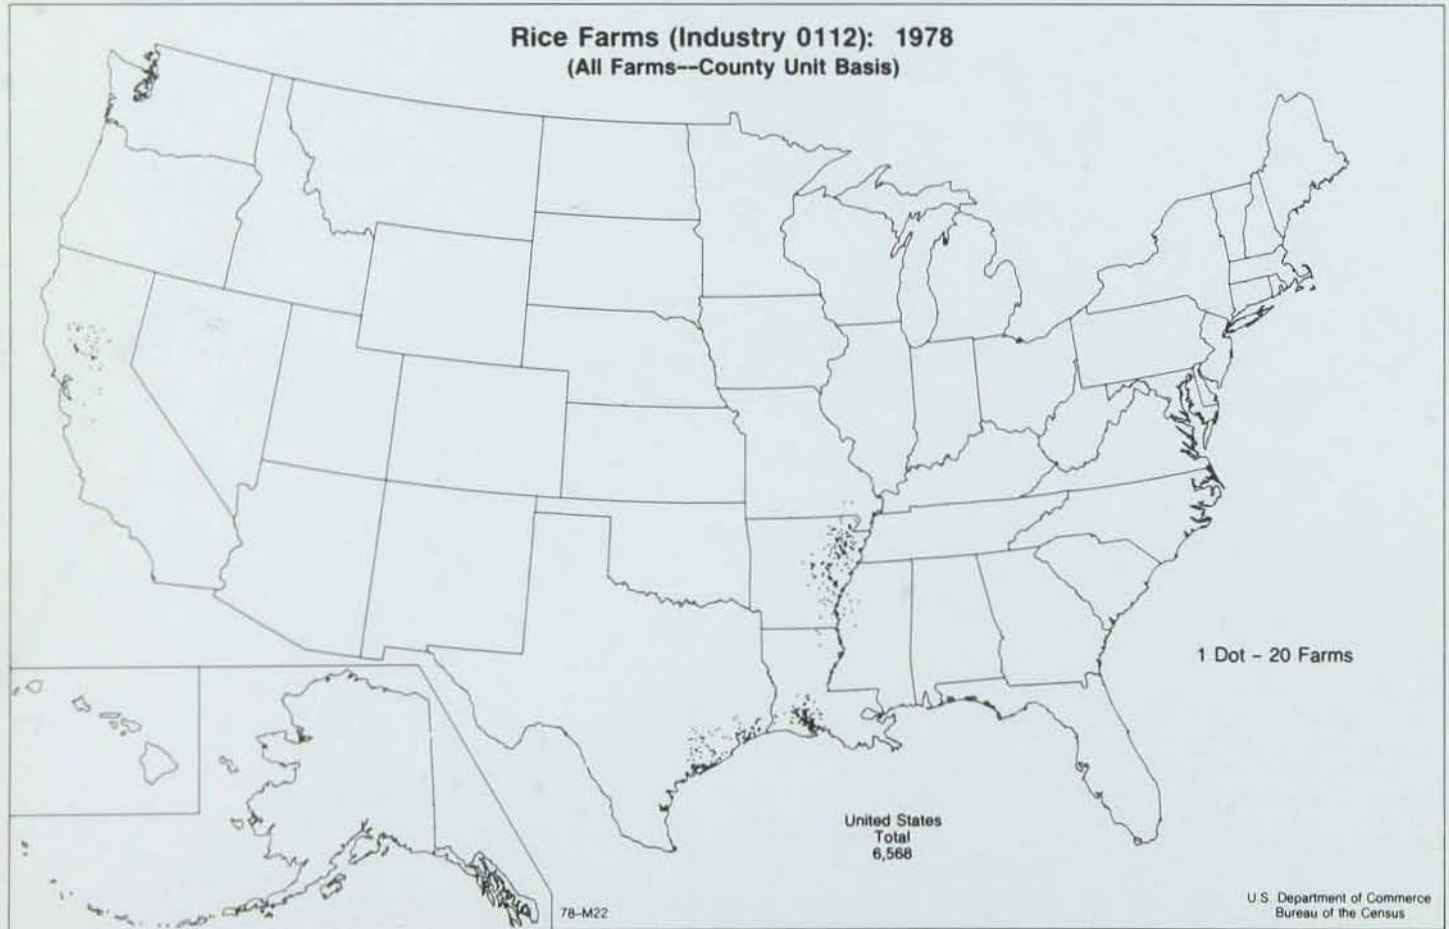 Rice Farms (Industry 0112): 1978
(All Farms--County Unit Basis)
1 Dot - 20 Farms
United States
Total
6,568
78-M22
U.S. Department of Commerce
Bureau of the Census